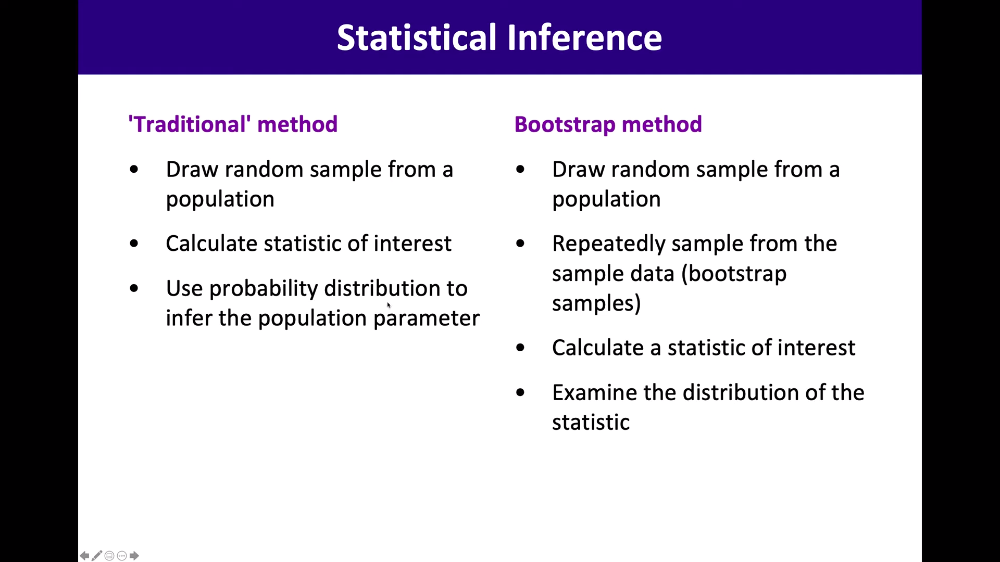 Statistical Inference
'Traditional' method
• Draw random sample from a
population
• Calculate statistic of interest
• Use probability distribution to
infer the population parameter
Bootstrap method
• Draw random sample from a
population
• Repeatedly sample from the
sample data (bootstrap
samples)
• Calculate a statistic of interest
• Examine the distribution of the
statistic